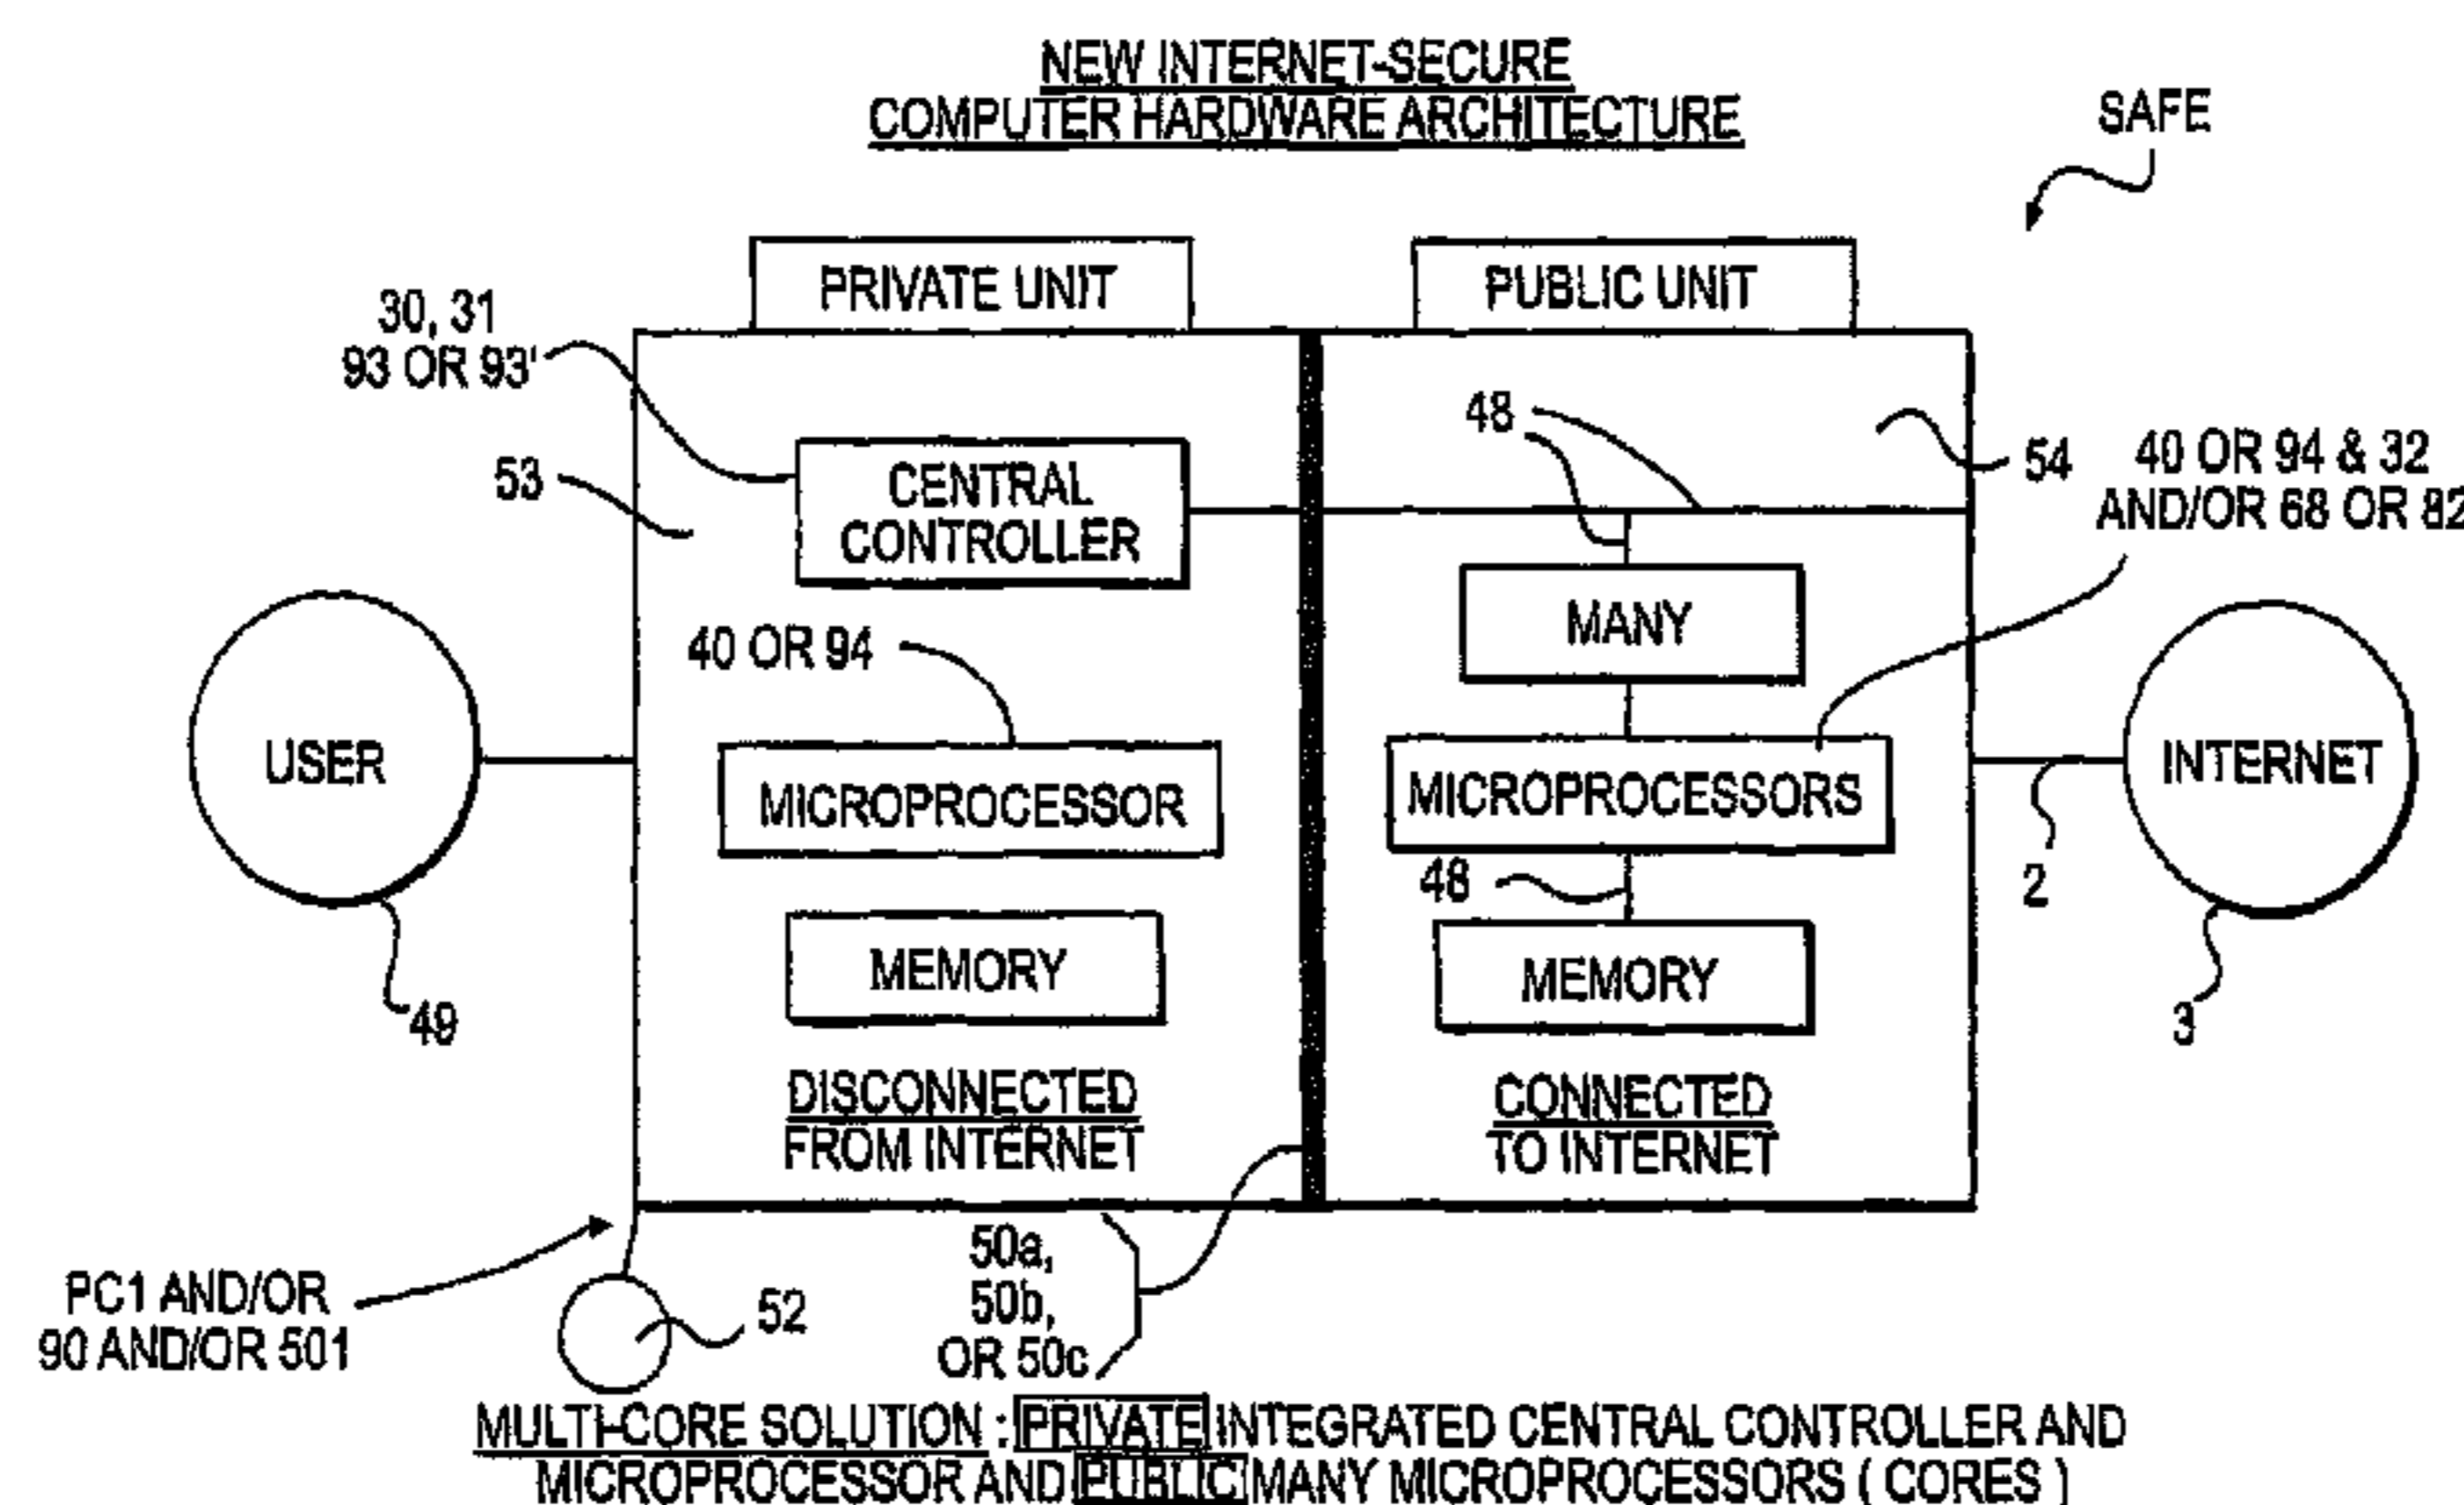 NEW INTERNET-SECURE
COMPUTER HARDWARE ARCHITECTURE
SAFE
PRIVATE UNIT
PUBLIC UNIT
30, 31
93 OR 93'
48
53
CENTRAL
CONTROLLER
54
40 OR 94 & 32
AND/OR 68 OR 82
MANY
40 OR 94
USER
MICROPROCESSOR
MICROPROCESSORS
INTERNET
48
2
MEMORY
MEMORY
49
3
DISCONNECTED
FROM INTERNET
CONNECTED
TO INTERNET
50a,
50b,
OR 50c
PC1 AND/OR
90 AND/OR 501
52
MULTI-CORE SOLUTION : PRIVATE INTEGRATED CENTRAL CONTROLLER AND
MICROPROCESSOR AND PUBLIC MANY MICROPROCESSORS ( CORES )